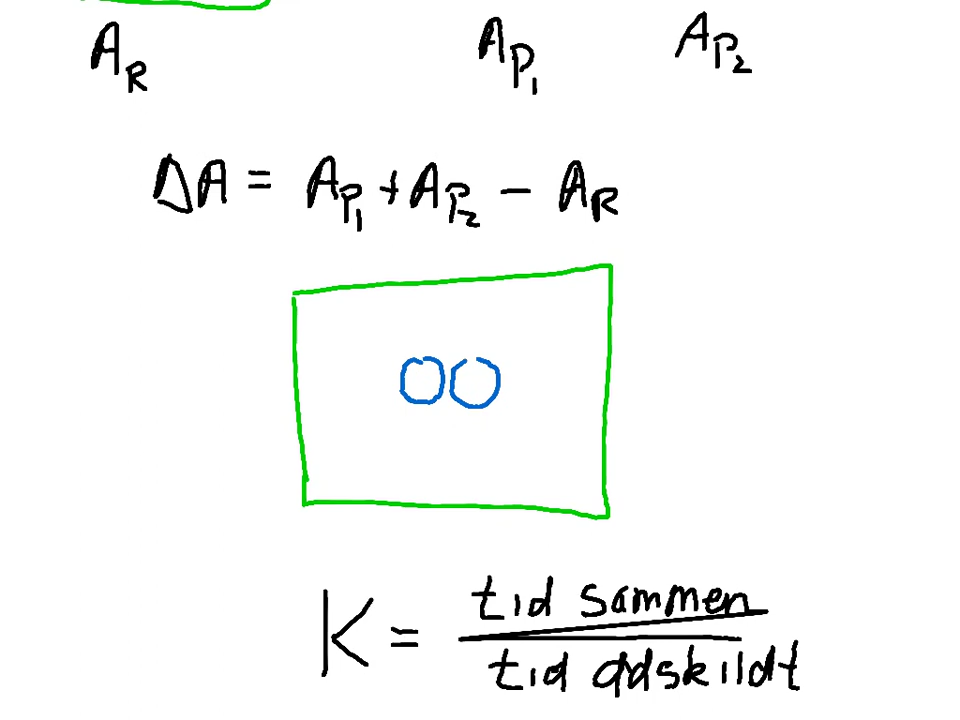 A_R A_P₁ A_P₂
ΔA = A_P₁ + A_P₂ − A_R
K = tid sammen / tid adskildt